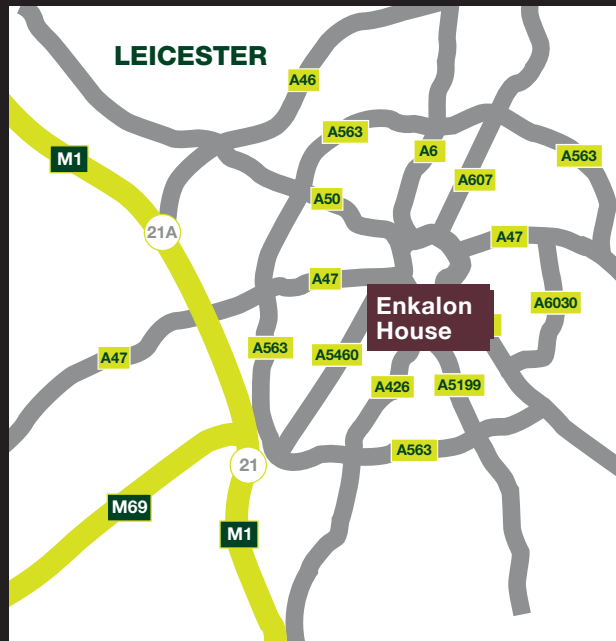 LEICESTER
A46
A563
M1
A6
A563
A607
A50
21A
A47
A47
Enkalon
House
A6030
A47
A563
A5460
A426
A5199
A563
21
M69
M1